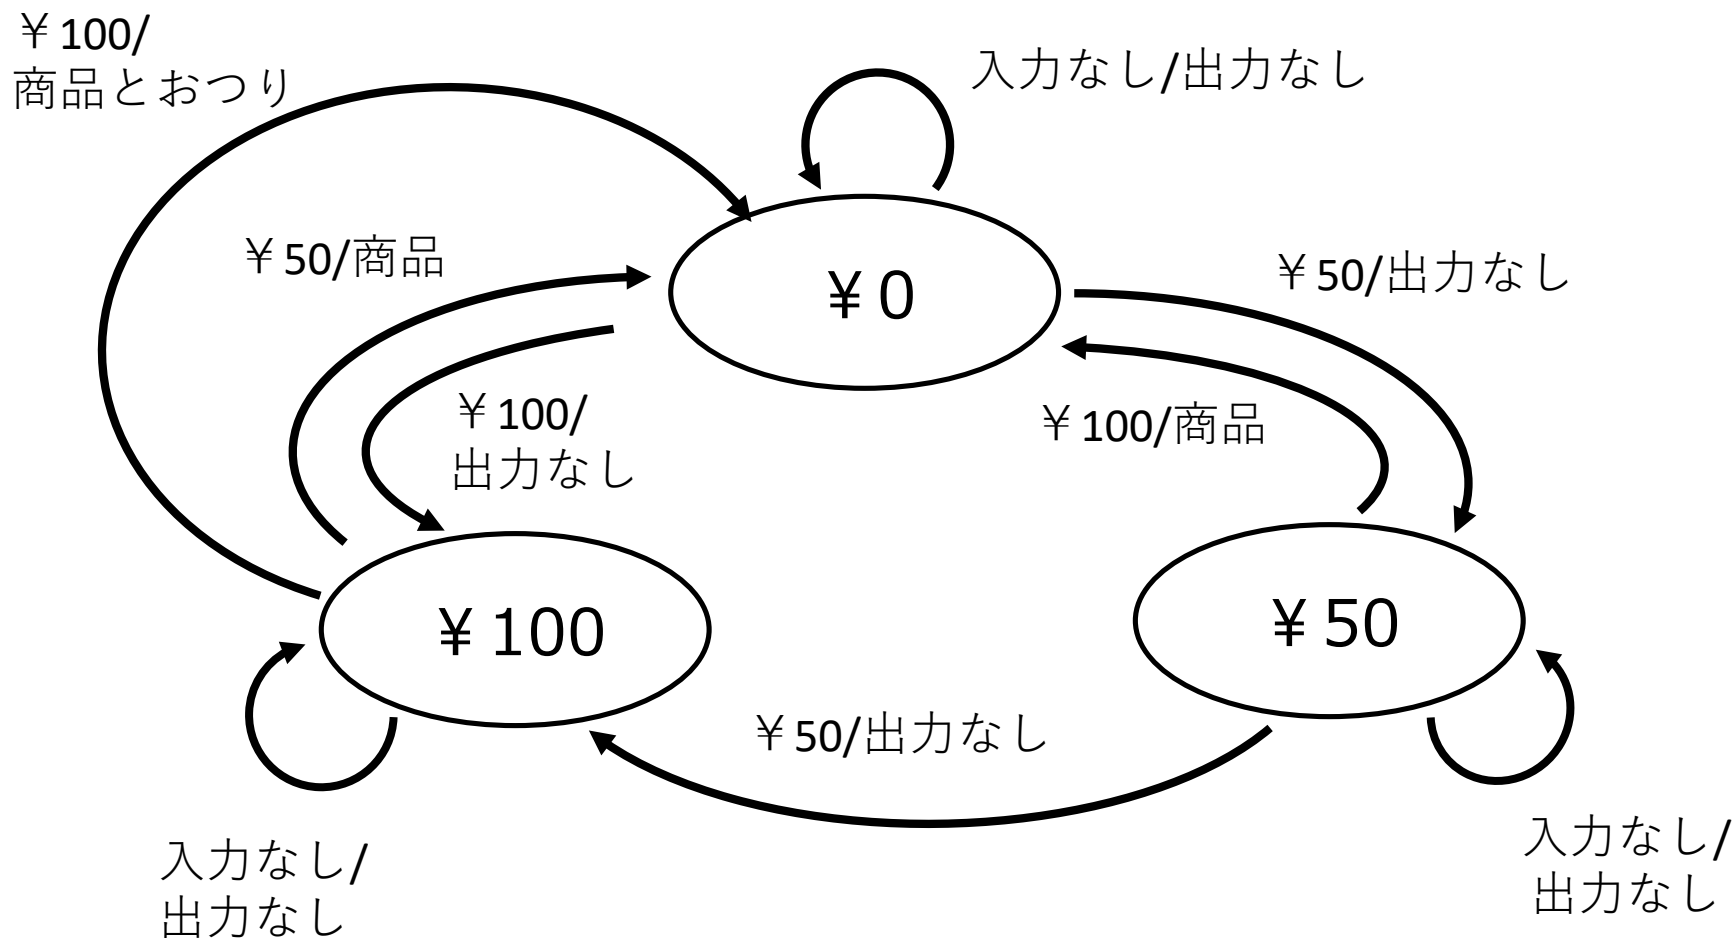 ￥100/
商品とおつり
入力なし/出力なし
￥50/商品
￥0
￥50/出力なし
￥100/
出力なし
￥100/商品
￥100
￥50
￥50/出力なし
入力なし/
出力なし
入力なし/
出力なし